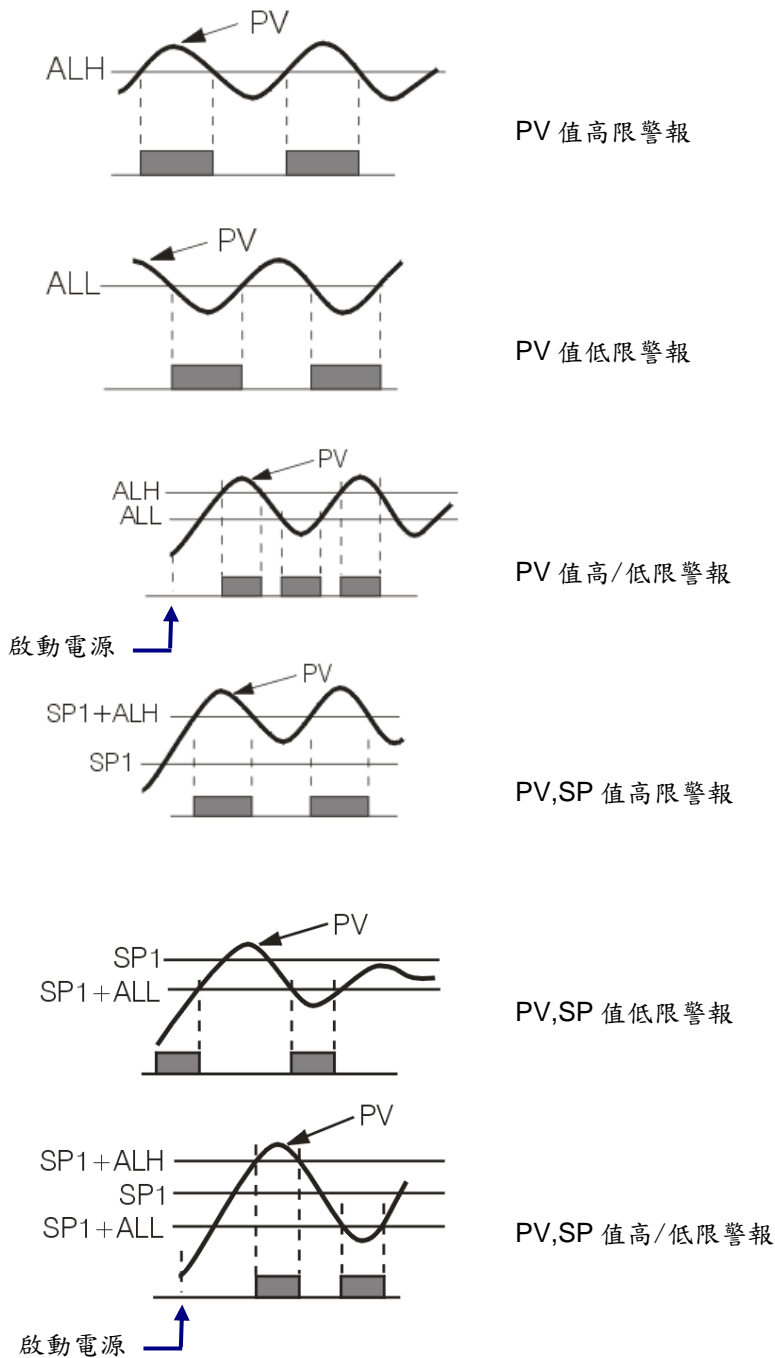 PV
ALH
PV 值高限警報
PV
ALL
PV 值低限警報
PV
ALH
ALL
PV 值高/低限警報
啟動電源
PV
SP1+ALH
SP1
PV,SP 值高限警報
PV
SP1
SP1+ALL
PV,SP 值低限警報
PV
SP1+ALH
SP1
SP1+ALL
PV,SP 值高/低限警報
啟動電源